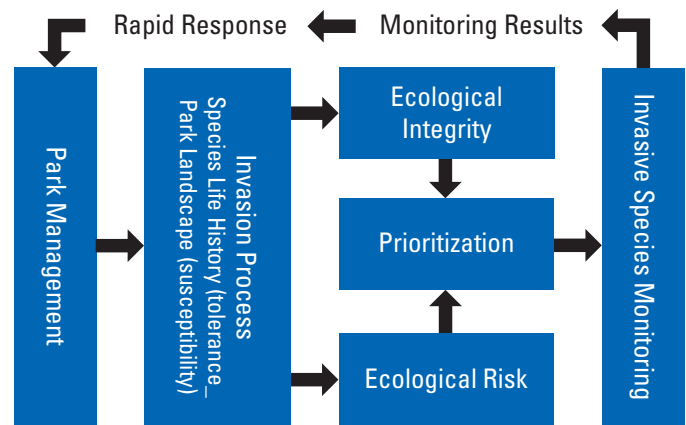 Rapid Response
Monitoring Results
Park Management
Invasion Process
Species Life History (tolerance_
Park Landscape (susceptibility)
Ecological
Integrity
Prioritization
Ecological Risk
Invasive Species Monitoring